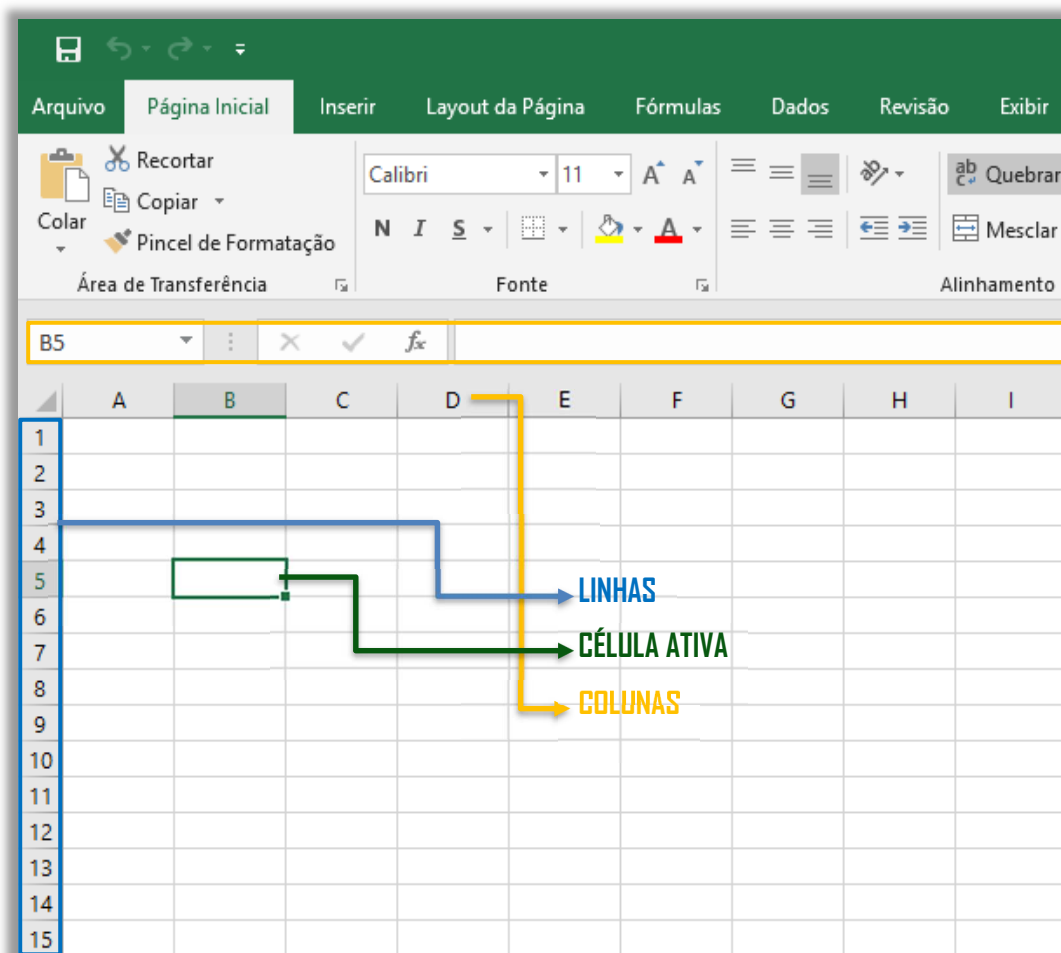 Arquivo Página Inicial Inserir Layout da Página Fórmulas Dados Revisão Exibir
Recortar
Copiar
Pincel de Formatação
Colar
Área de Transferência
Calibri 11 A A
N I S A
Fonte
ab c Quebrar
Mesclar
Alinhamento
B5 fx
A B C D E F G H I
1
2
3
4
5
LINHAS
6
7
CÉLULA ATIVA
8
COLUNAS
9
10
11
12
13
14
15